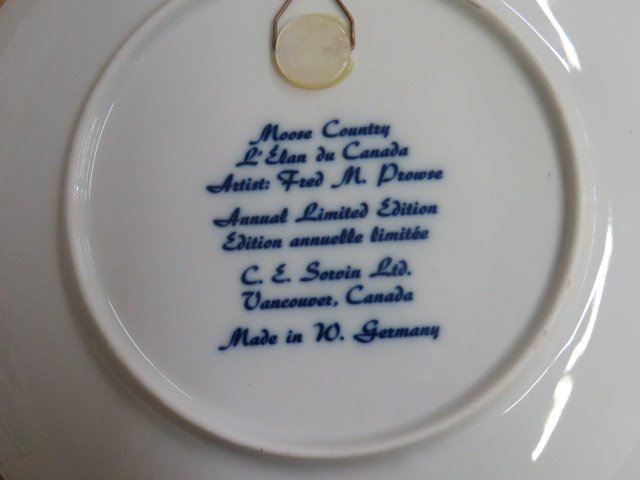 Moose Country
L'Élan du Canada
Artist: Fred M. Prowse
Annual Limited Edition
Edition annuelle limitée
C. E. Sorvin Ltd.
Vancouver, Canada
Made in W. Germany